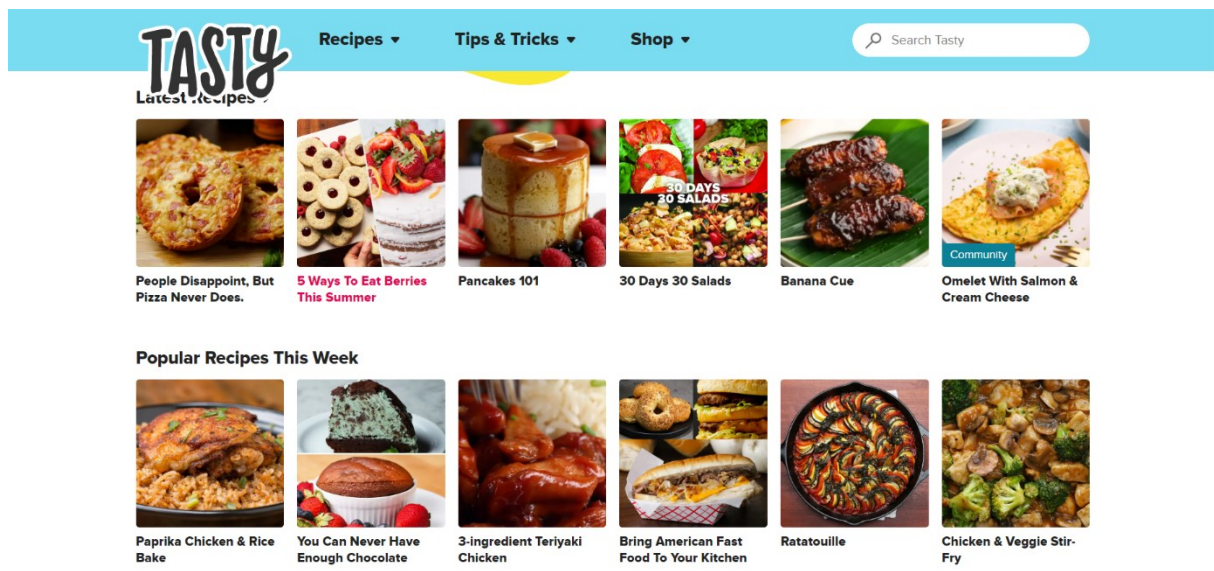 TASTY
Recipes
Tips & Tricks
Shop
Search Tasty
Latest Recipes
30 DAYS
30 SALADS
Community
People Disappoint, But
Pizza Never Does.
5 Ways To Eat Berries
This Summer
Pancakes 101
30 Days 30 Salads
Banana Cue
Omelet With Salmon &
Cream Cheese
Popular Recipes This Week
Paprika Chicken & Rice
Bake
You Can Never Have
Enough Chocolate
3-ingredient Teriyaki
Chicken
Bring American Fast
Food To Your Kitchen
Ratatouille
Chicken & Veggie Stir-
Fry